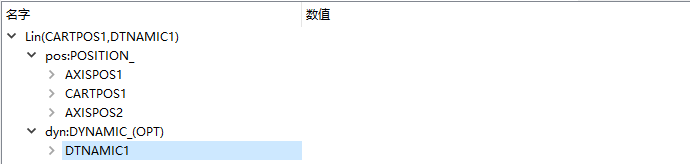 名字 数值
Lin(CARTPOS1,DTNAMIC1)
pos:POSITION_
AXISPOS1
CARTPOS1
AXISPOS2
dyn:DYNAMIC_(OPT)
DTNAMIC1